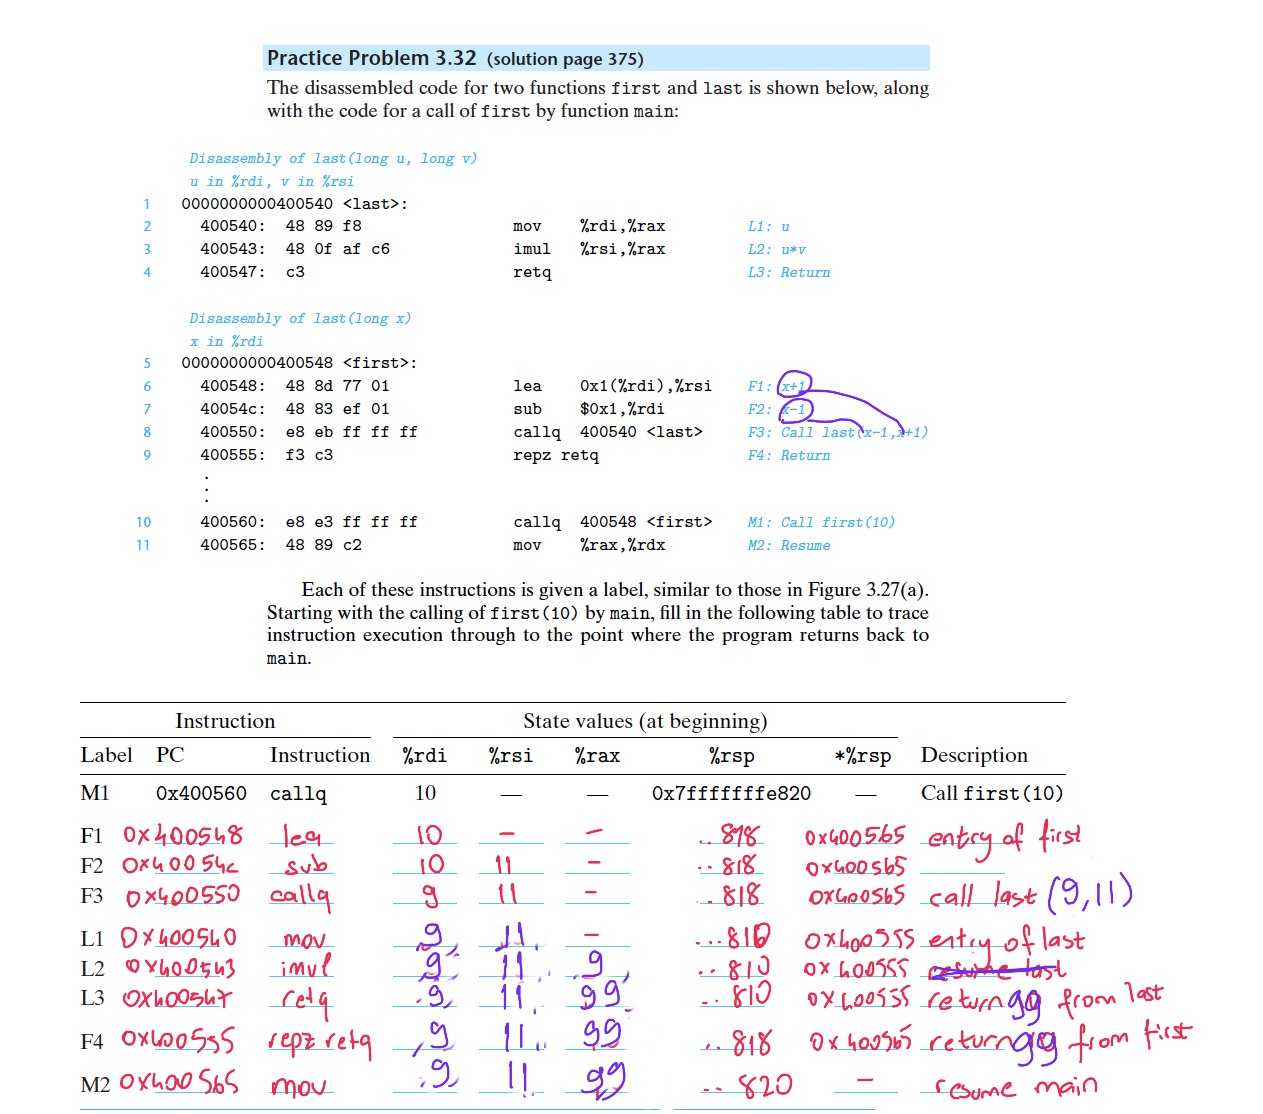 Practice Problem 3.32 (solution page 375)
The disassembled code for two functions first and last is shown below, along
with the code for a call of first by function main:
Disassembly of last(long u, long v)
u in %rdi, v in %rsi
1 0000000000400540 <last>:
2 400540: 48 89 f8 mov %rdi,%rax L1: u
3 400543: 48 0f af c6 imul %rsi,%rax L2: u*v
4 400547: c3 retq L3: Return
Disassembly of last(long x)
x in %rdi
5 0000000000400548 <first>:
6 400548: 48 8d 77 01 lea 0x1(%rdi),%rsi F1: x+1
7 40054c: 48 83 ef 01 sub $0x1,%rdi F2: x-1
8 400550: e8 eb ff ff ff callq 400540 <last> F3: Call last(x-1,x+1)
9 400555: f3 c3 repz retq F4: Return
.
.
.
10 400560: e8 e3 ff ff ff callq 400548 <first> M1: Call first(10)
11 400565: 48 89 c2 mov %rax,%rdx M2: Resume
Each of these instructions is given a label, similar to those in Figure 3.27(a).
Starting with the calling of first(10) by main, fill in the following table to trace
instruction execution through to the point where the program returns back to
main.
Instruction State values (at beginning)
Label PC Instruction %rdi %rsi %rax %rsp *%rsp Description
M1 0x400560 callq 10 — — 0x7fffffffe820 — Call first(10)
F1 0x400548 lea 10 - - ..818 0x400565 entry of first
F2 0x40054c sub 10 11 - ..818 0x400565
F3 0x400550 callq 9 11 - ..818 0x400565 call last (9,11)
L1 0x400540 mov 9 11 - ...810 0x400555 entry of last
L2 0x400543 imul 9 11 9 ..810 0x400555 resume last
L3 0x400547 retq 9 11 99 ..810 0x400555 return 99 from last
F4 0x400555 repz retq 9 11 99 ..818 0x400565 return 99 from first
M2 0x400565 mov 9 11 99 ..820 - resume main